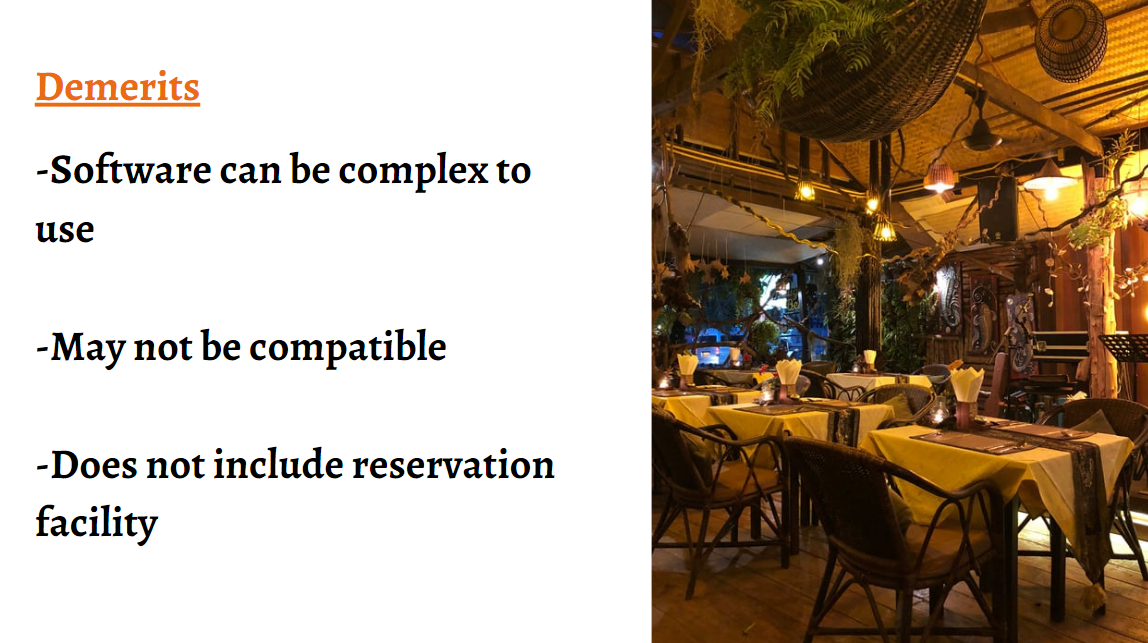 Demerits
-Software can be complex to
use
-May not be compatible
-Does not include reservation
facility